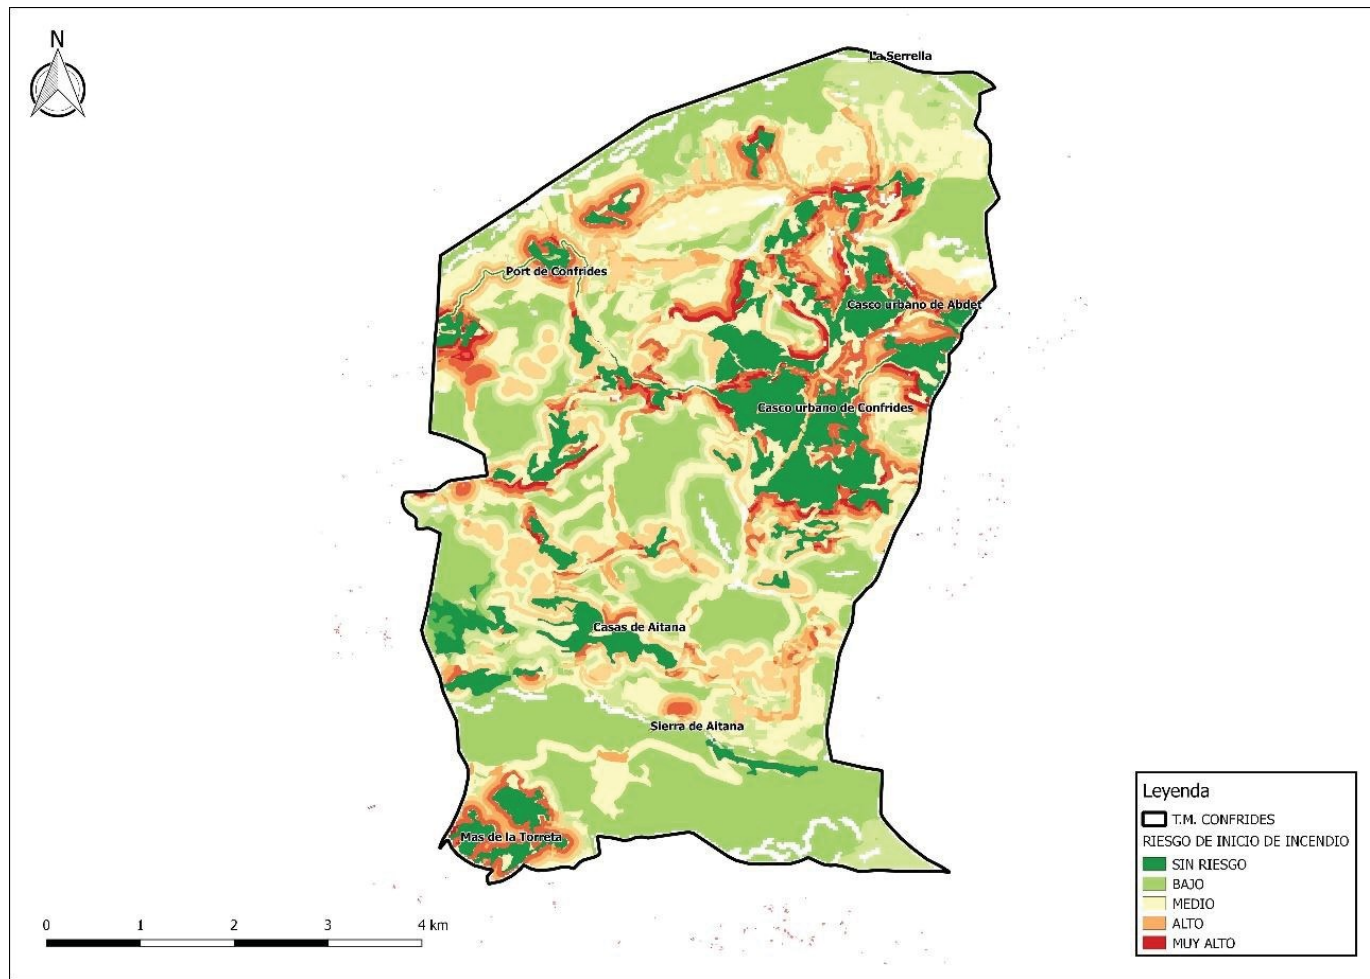 N
La Serrella
Port de Confrides
Casco urbano de Abdet
Casco urbano de Confrides
Casas de Aitana
Sierra de Aitana
Mas de la Torreta
Leyenda
T.M. CONFRIDES
RIESGO DE INICIO DE INCENDIO
SIN RIESGO
BAJO
MEDIO
ALTO
MUY ALTO
0 1 2 3 4 km